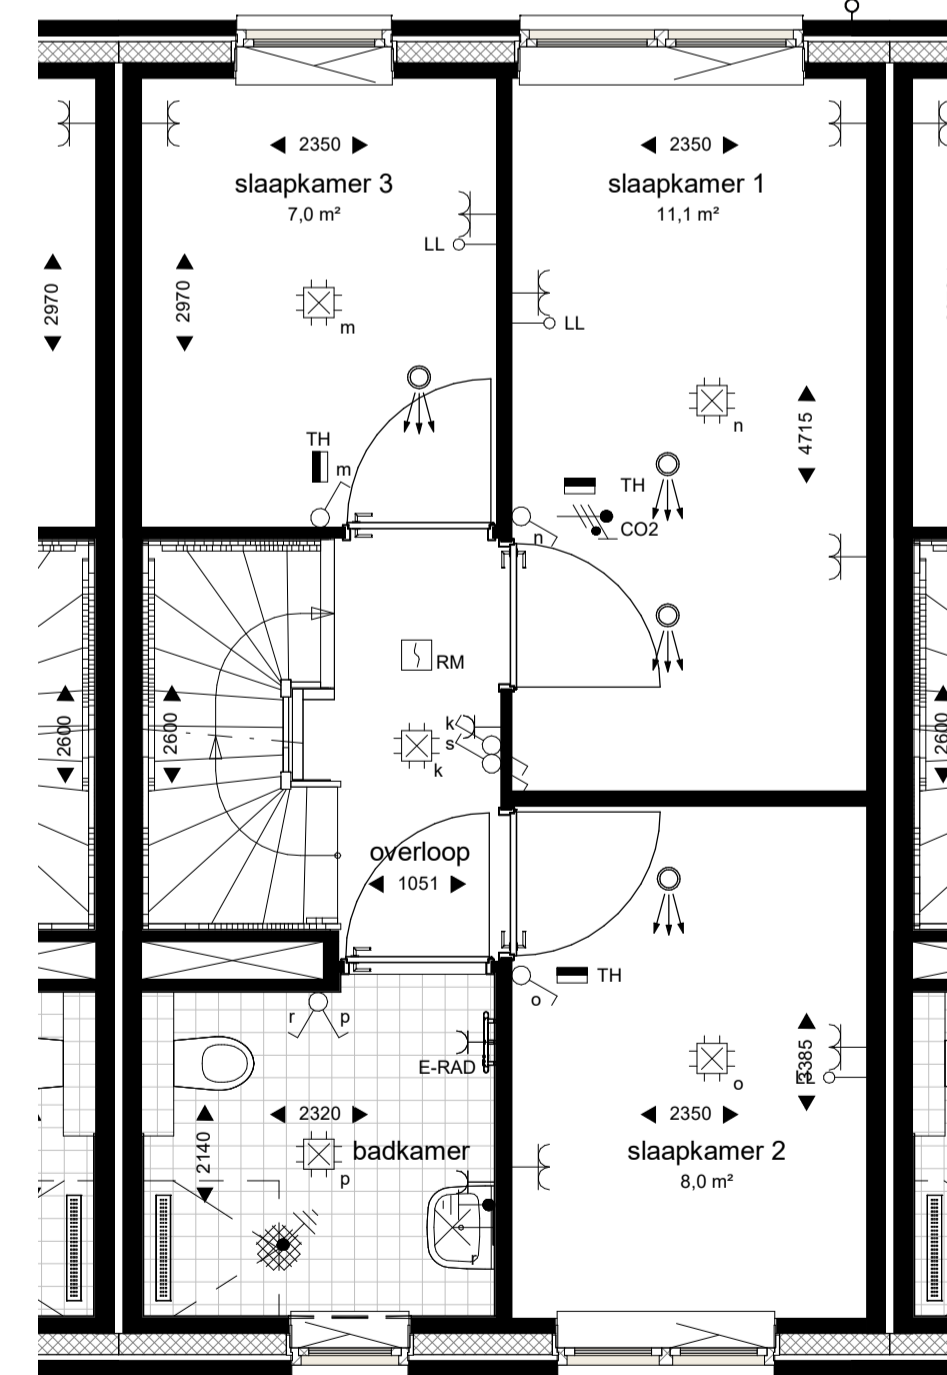 2350
slaapkamer 3
7,0 m²
2350
slaapkamer 1
11,1 m²
LL
2970
2970
m
LL
n
4715
TH
m
TH
CO2
n
RM
k
s
k
2600
2600
2600
overloop
1051
TH
o
r
p
E-RAD
o
3385
LL
2320
2140
badkamer
p
2350
slaapkamer 2
8,0 m²
r